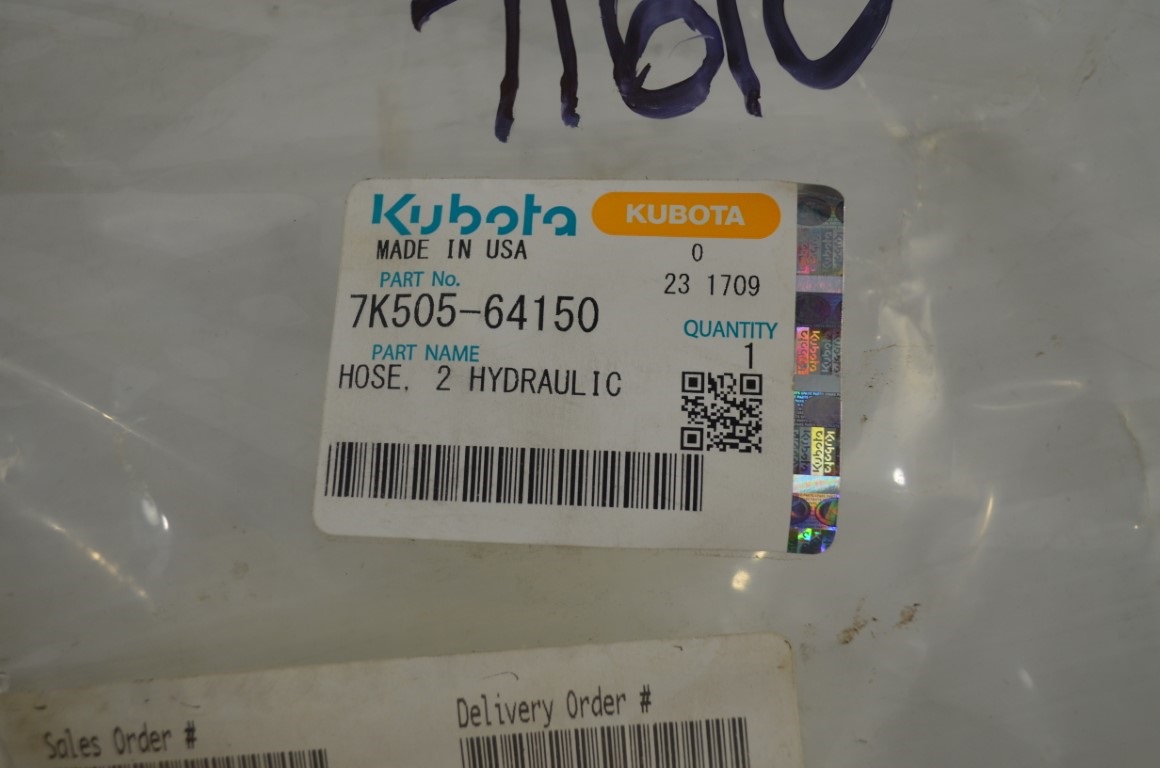 Kubota KUBOTA
MADE IN USA 0
PART No. 23 1709
7K505-64150
QUANTITY
PART NAME 1
HOSE, 2 HYDRAULIC
Sales Order #
Delivery Order #